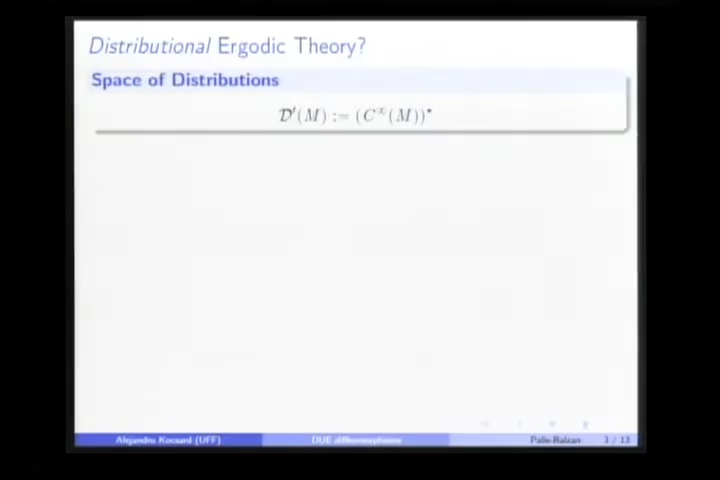 Distributional Ergodic Theory?
Space of Distributions
𝒟′(M) := (C^∞(M))*
Alejandro Kocsard (UFF) DUE diffeomorphisms Palis-Balzan 3 / 13